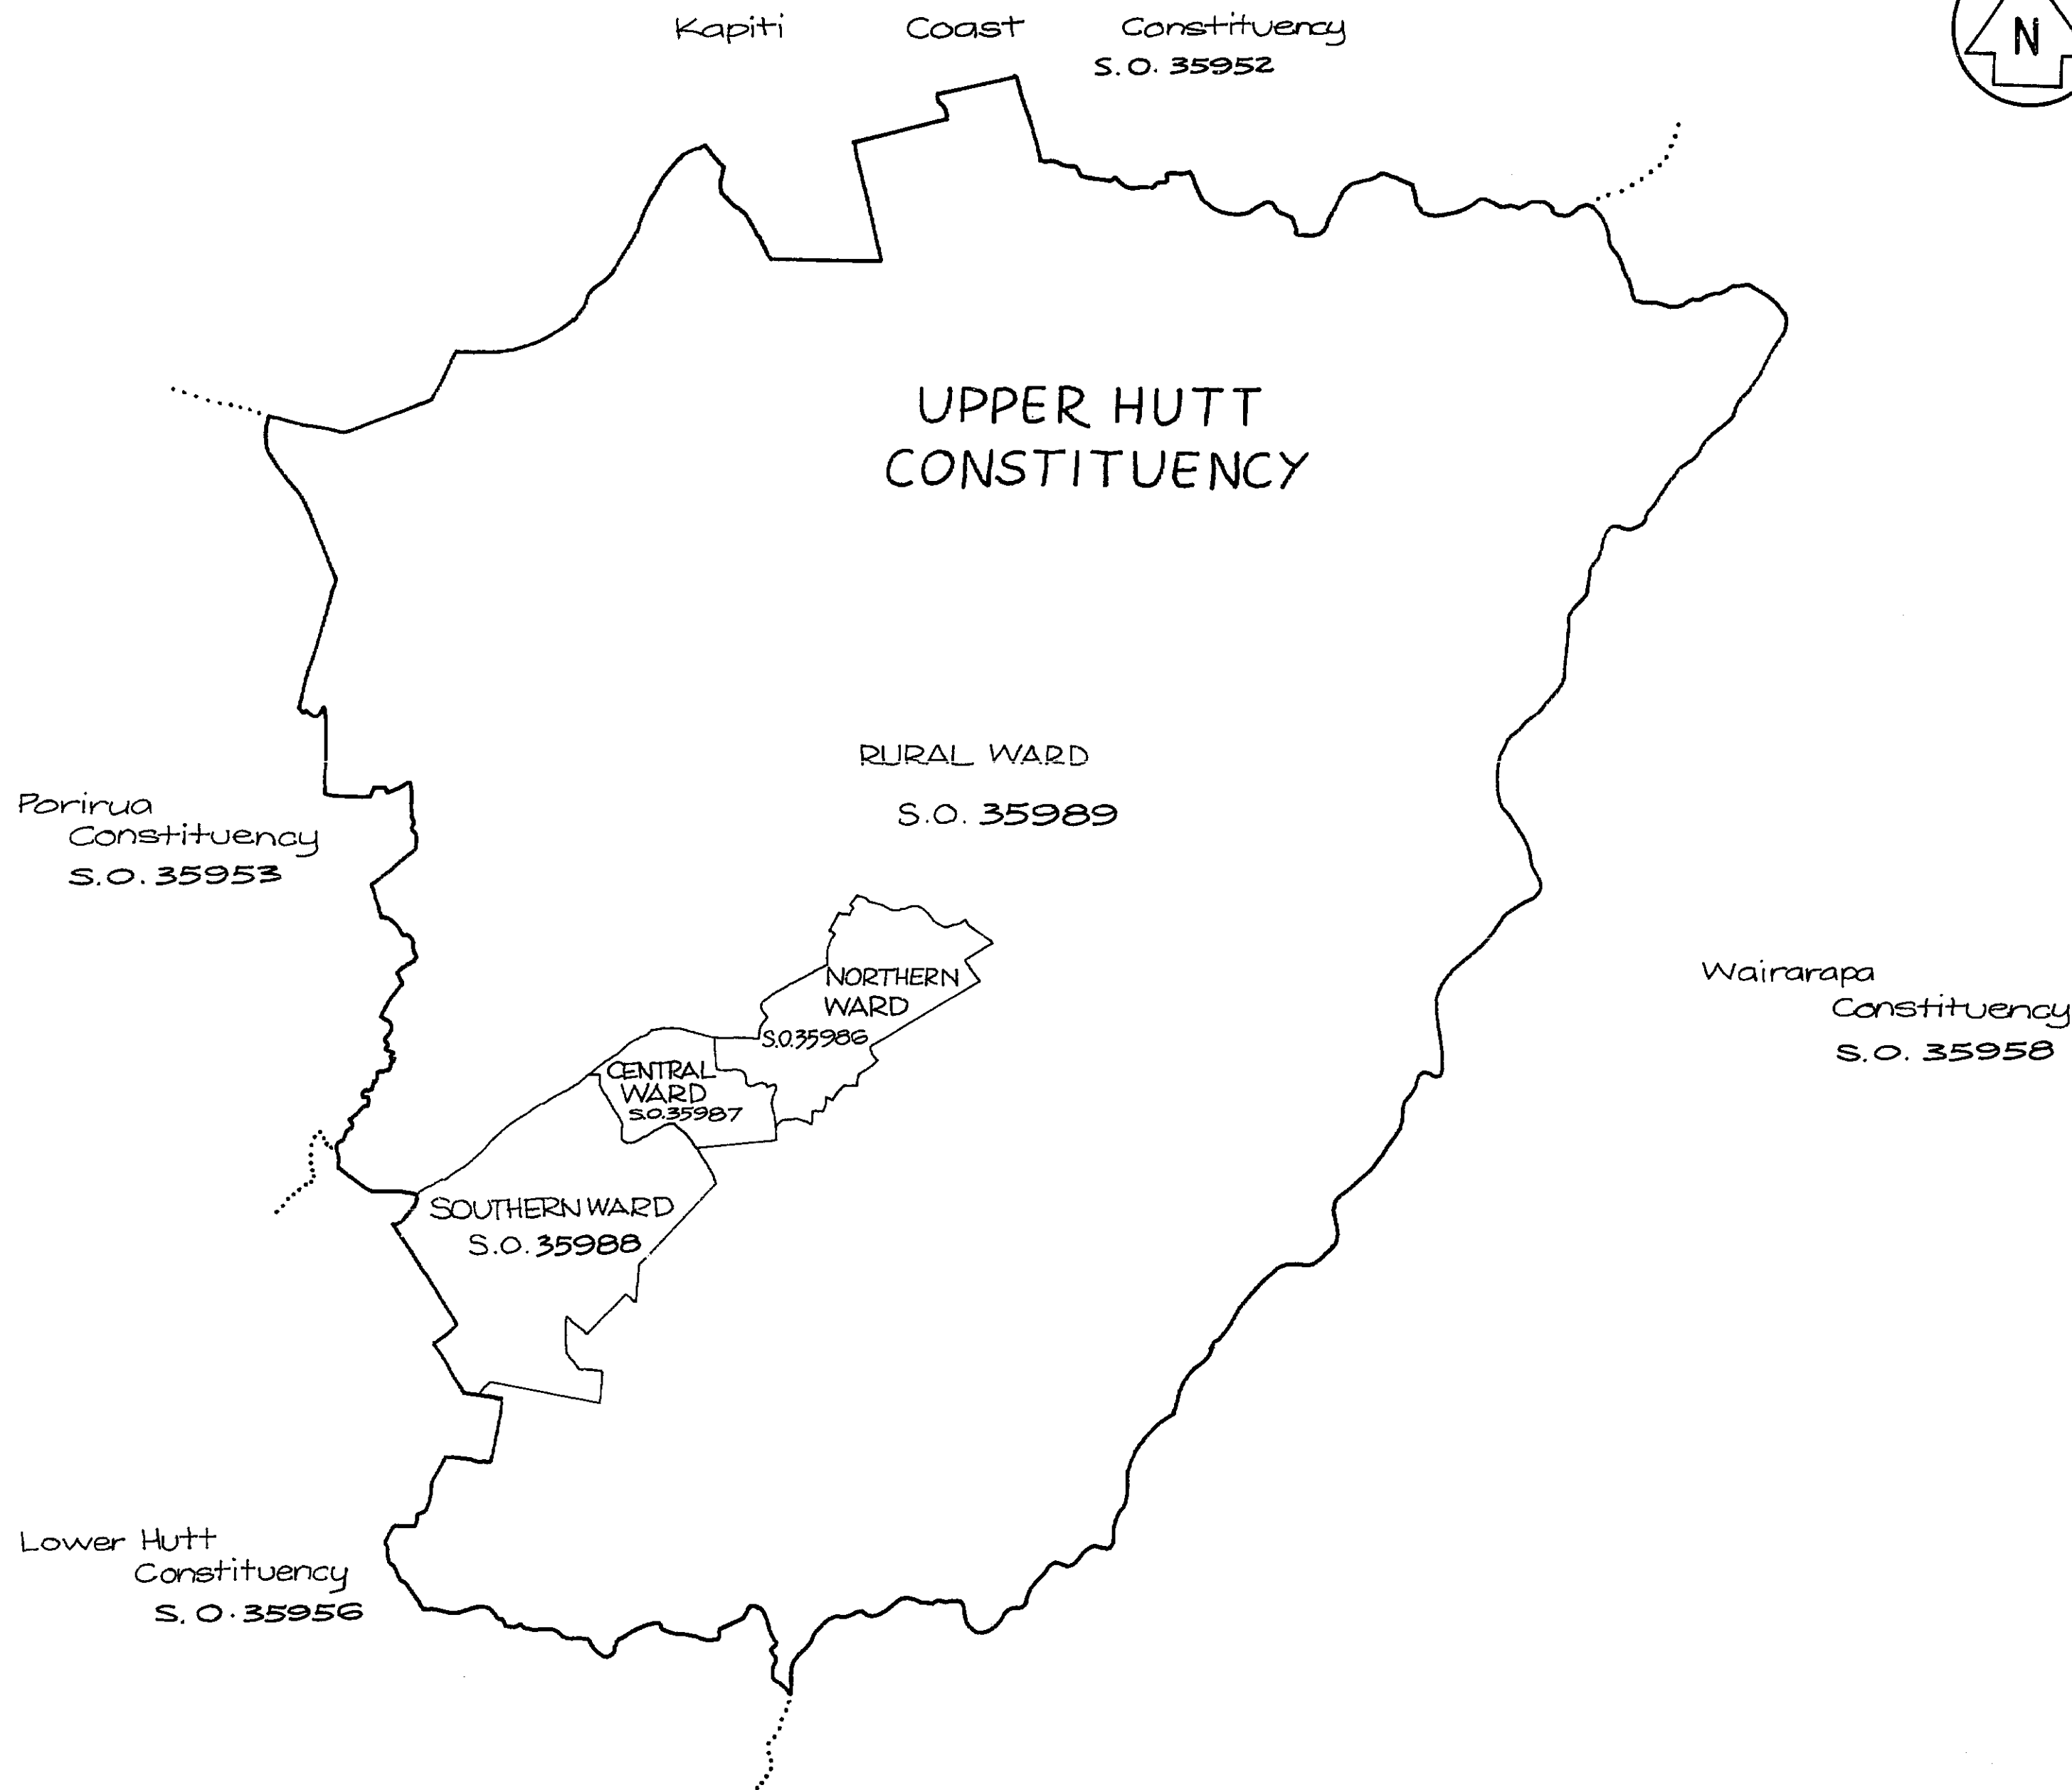 Kapiti Coast Constituency
S.O. 35952
N
UPPER HUTT
CONSTITUENCY
RURAL WARD
S.O. 35989
Porirua
Constituency
S.O. 35953
NORTHERN
WARD
S.O. 35986
Wairarapa
Constituency
S.O. 35958
CENTRAL
WARD
S.O. 35987
SOUTHERN WARD
S.O. 35988
Lower Hutt
Constituency
S.O. 35956